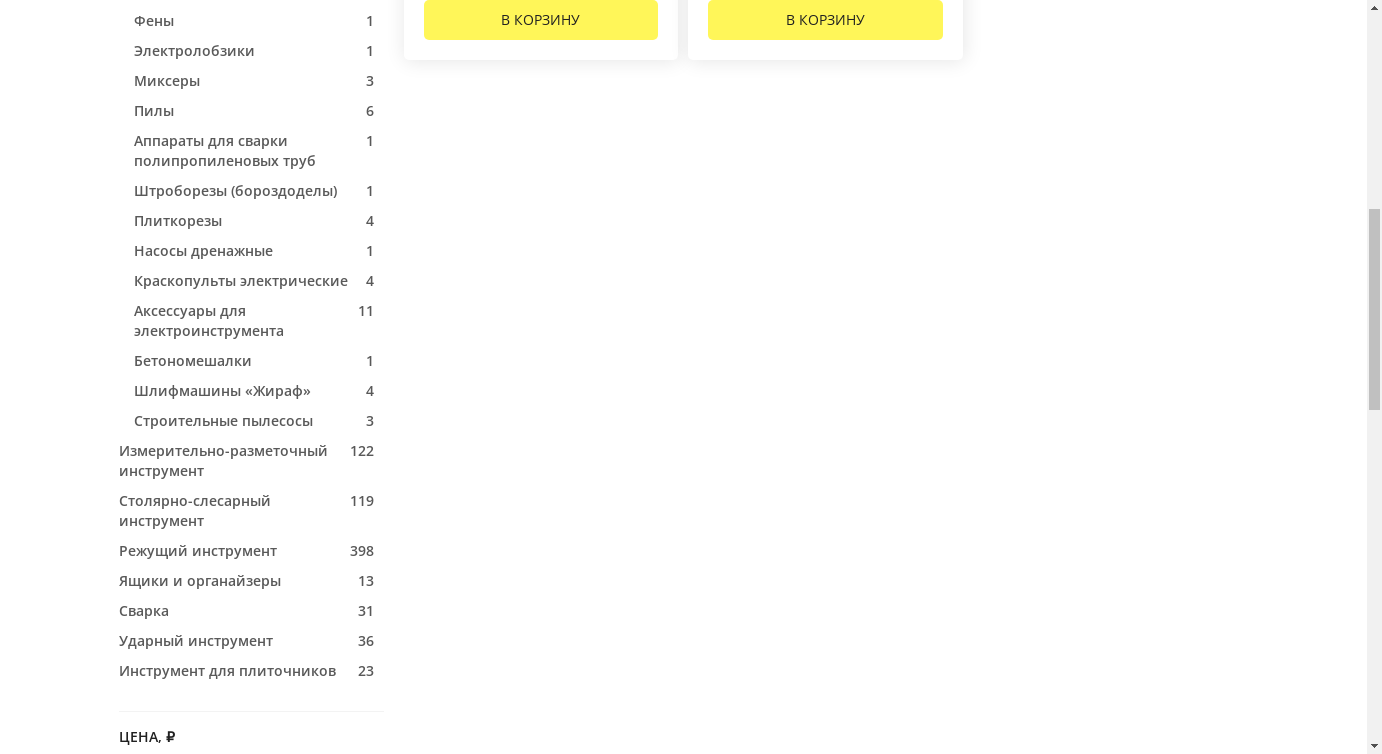 Фены 1
Электролобзики 1
Миксеры 3
Пилы 6
Аппараты для сварки 1
полипропиленовых труб
Штроборезы (бороздоделы) 1
Плиткорезы 4
Насосы дренажные 1
Краскопульты электрические 4
Аксессуары для 11
электроинструмента
Бетономешалки 1
Шлифмашины «Жираф» 4
Строительные пылесосы 3
Измерительно-разметочный 122
инструмент
Столярно-слесарный 119
инструмент
Режущий инструмент 398
Ящики и органайзеры 13
Сварка 31
Ударный инструмент 36
Инструмент для плиточников 23
ЦЕНА, ₽
В КОРЗИНУ
В КОРЗИНУ